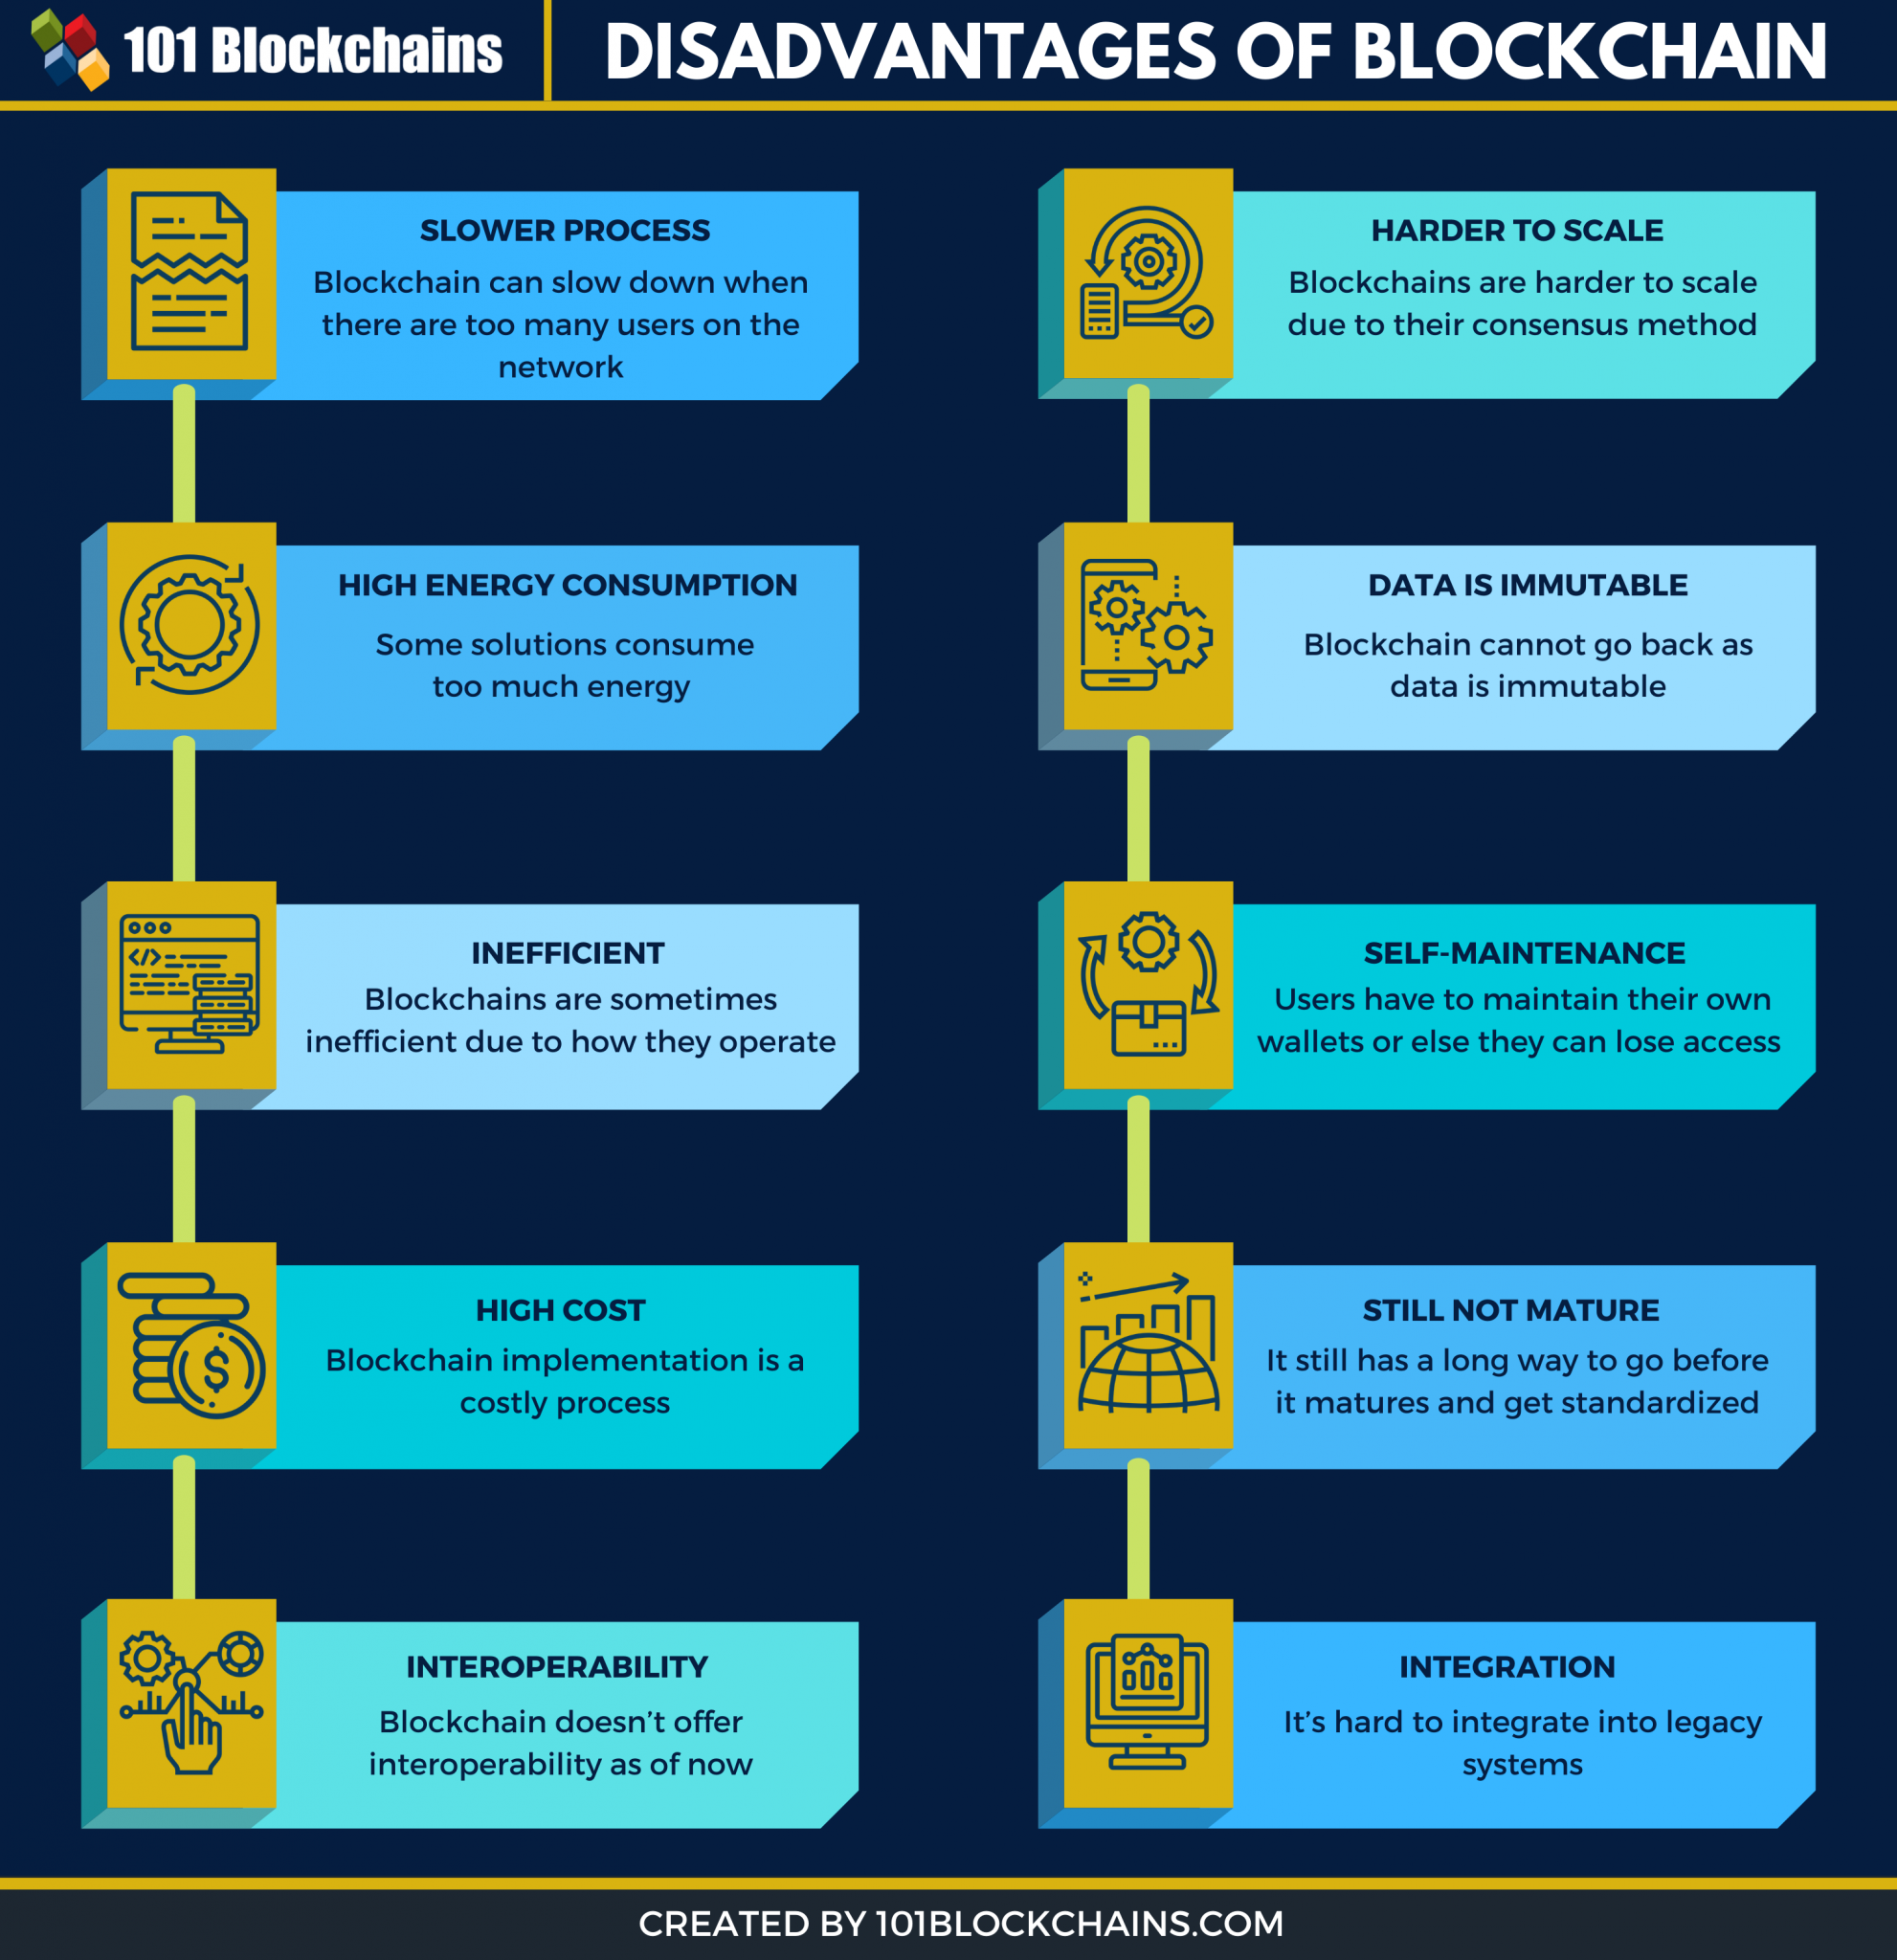 101 Blockchains
DISADVANTAGES OF BLOCKCHAIN
SLOWER PROCESS
Blockchain can slow down when
there are too many users on the
network
HIGH ENERGY CONSUMPTION
Some solutions consume
too much energy
INEFFICIENT
Blockchains are sometimes
inefficient due to how they operate
HIGH COST
Blockchain implementation is a
costly process
INTEROPERABILITY
Blockchain doesn't offer
interoperability as of now
HARDER TO SCALE
Blockchains are harder to scale
due to their consensus method
DATA IS IMMUTABLE
Blockchain cannot go back as
data is immutable
SELF-MAINTENANCE
Users have to maintain their own
wallets or else they can lose access
STILL NOT MATURE
It still has a long way to go before
it matures and get standardized
INTEGRATION
It's hard to integrate into legacy
systems
CREATED BY 101BLOCKCHAINS.COM